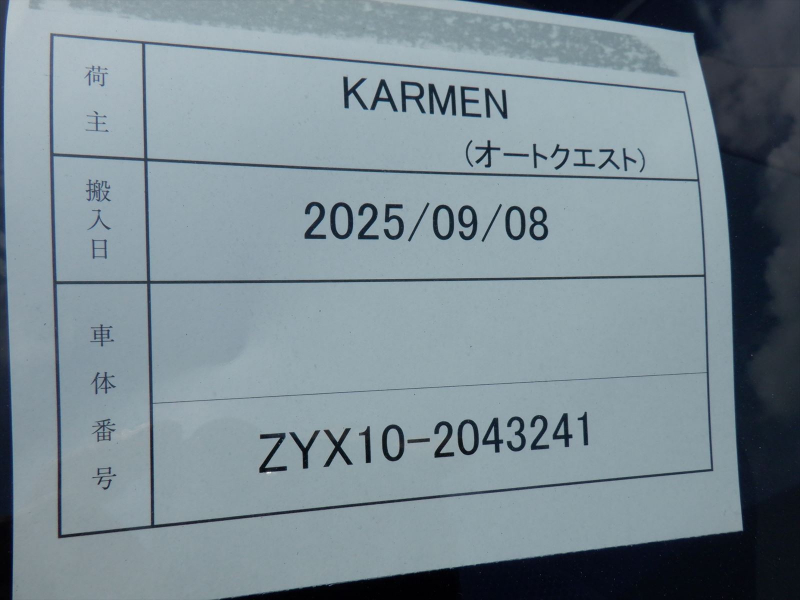 荷主
KARMEN
(オートクエスト)
搬入日
2025/09/08
車体番号
ZYX10-2043241